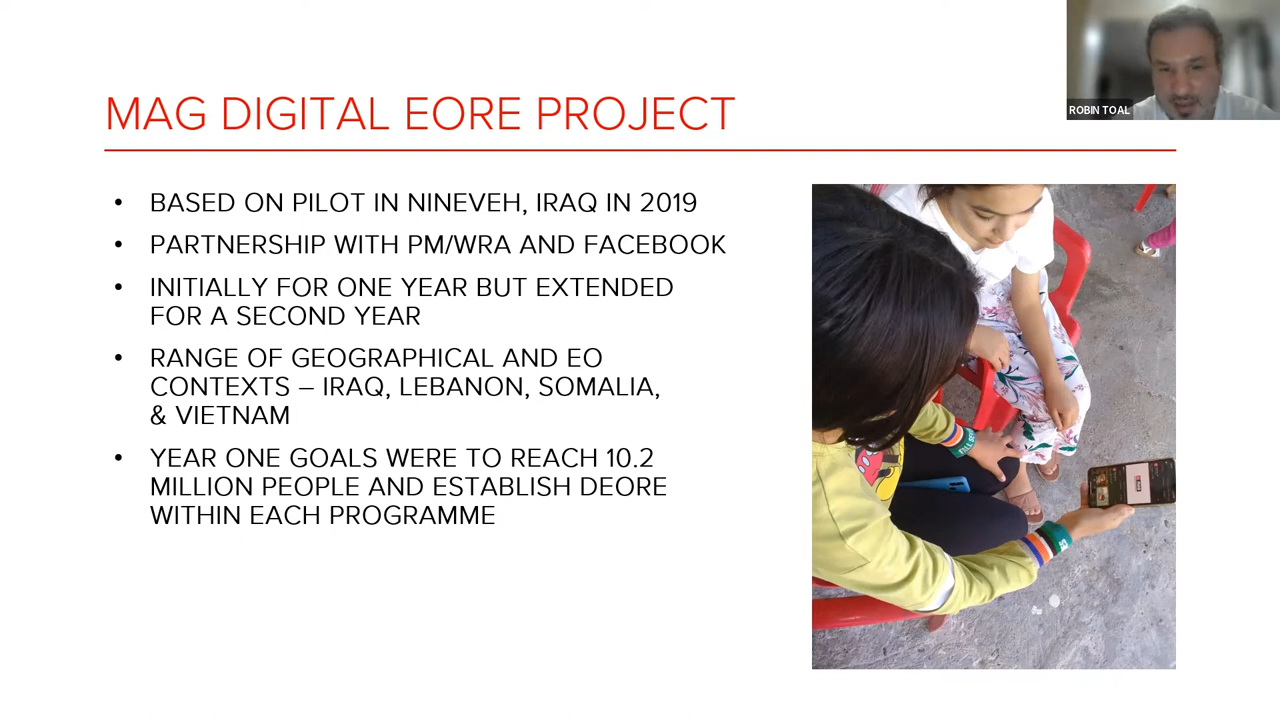 ROBIN TOAL
MAG DIGITAL EORE PROJECT
• BASED ON PILOT IN NINEVEH, IRAQ IN 2019
• PARTNERSHIP WITH PM/WRA AND FACEBOOK
• INITIALLY FOR ONE YEAR BUT EXTENDED
FOR A SECOND YEAR
• RANGE OF GEOGRAPHICAL AND EO
CONTEXTS – IRAQ, LEBANON, SOMALIA,
& VIETNAM
• YEAR ONE GOALS WERE TO REACH 10.2
MILLION PEOPLE AND ESTABLISH DEORE
WITHIN EACH PROGRAMME